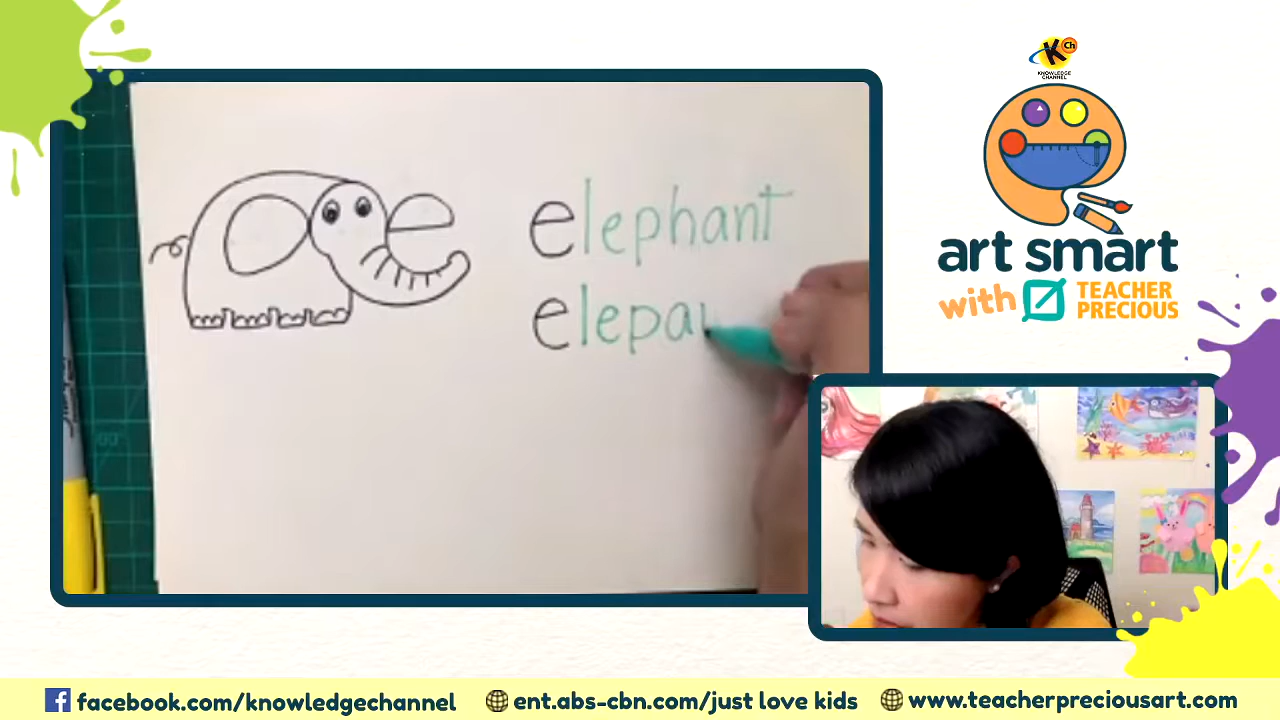 K Ch
KNOWLEDGE
CHANNEL
art smart
with TEACHER
PRECIOUS
e elephant
elepa
facebook.com/knowledgechannel
ent.abs-cbn.com/just love kids
www.teacherpreciousart.com